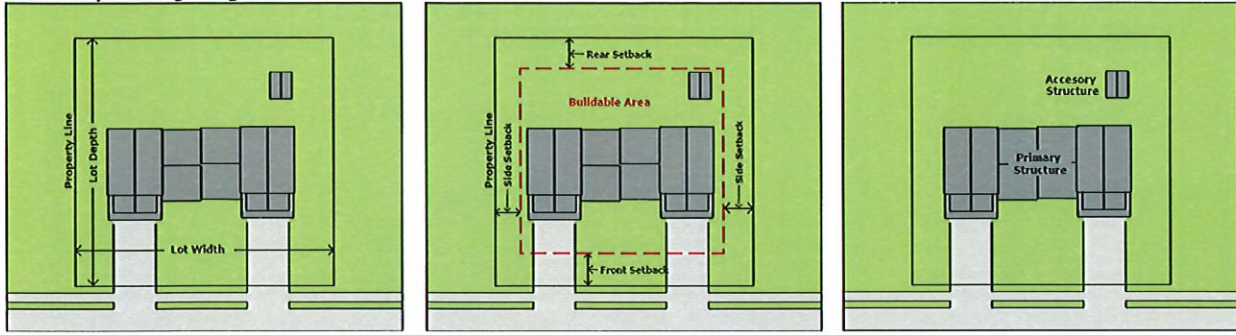 Property Line
Lot Depth
Lot Width
Rear Setback
Buildable Area
Property Line
Side Setback
Side Setback
Front Setback
Accesory
Structure
Primary
Structure